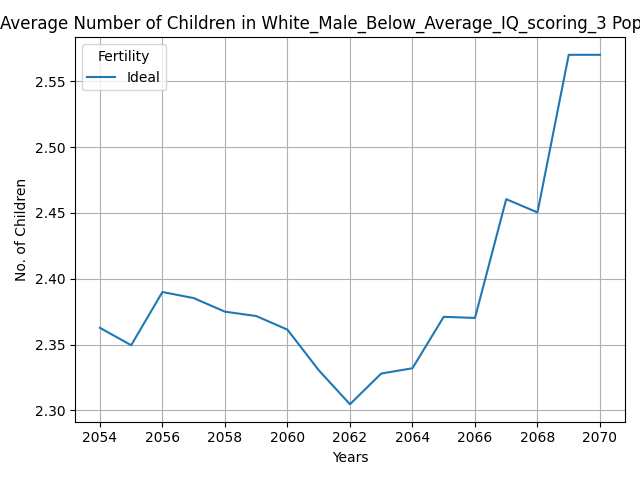 Average Number of Children in White_Male_Below_Average_IQ_scoring_3 Pop
Fertility
Ideal
No. of Children
2.55
2.50
2.45
2.40
2.35
2.30
2054 2056 2058 2060 2062 2064 2066 2068 2070
Years